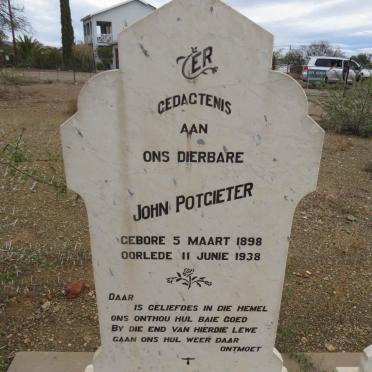 TER
GEDAGTENIS
AAN
ONS DIERBARE
JOHN POTGIETER
GEBORE 5 MAART 1898
OORLEDE 11 JUNIE 1938
DAAR
IS GELIEFDES IN DIE HEMEL
ONS ONTHOU HUL BAIE GOED
BY DIE END VAN HIERDIE LEWE
GAAN ONS HUL WEER DAAR
ONTMOET